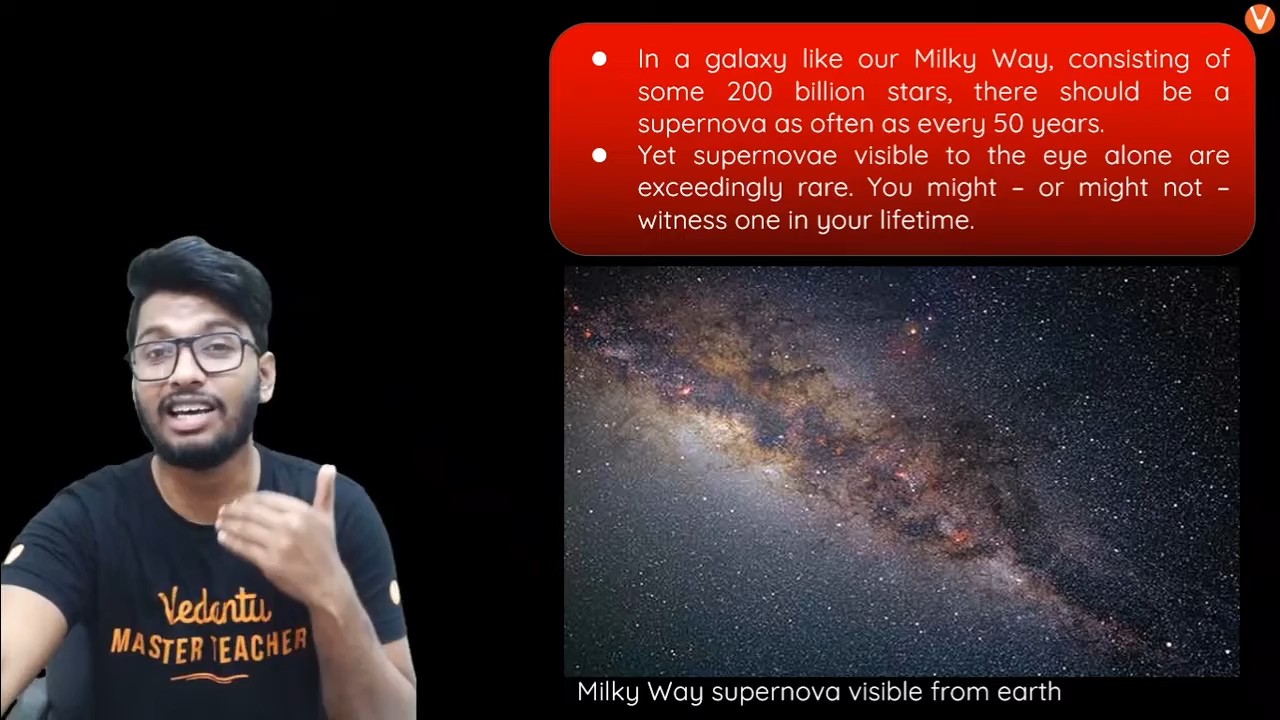 In a galaxy like our Milky Way, consisting of
some 200 billion stars, there should be a
supernova as often as every 50 years.
Yet supernovae visible to the eye alone are
exceedingly rare. You might – or might not –
witness one in your lifetime.
Vedantu
MASTER TEACHER
Milky Way supernova visible from earth